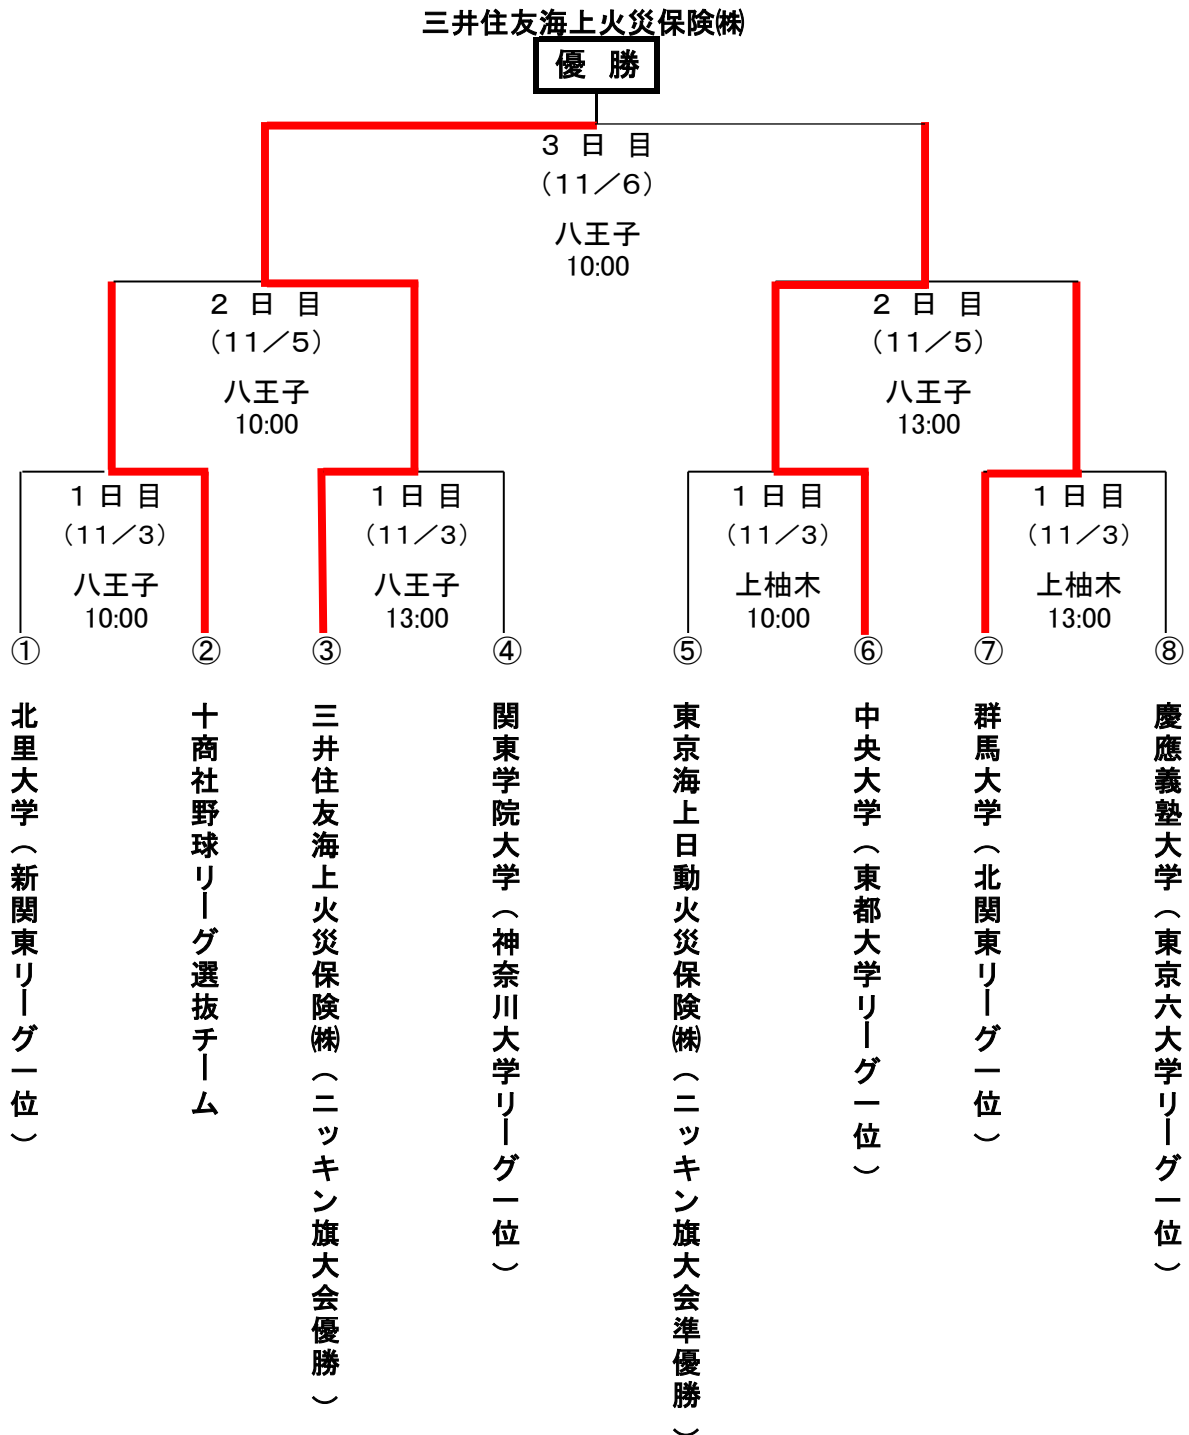 三井住友海上火災保険㈱
優　勝
３　日　目
（１１／６）
八王子
10:00
２　日　目
（１１／５）
八王子
10:00
２　日　目
（１１／５）
八王子
13:00
１ 日 目
（１１／３）
八王子
10:00
１ 日 目
（１１／３）
八王子
13:00
１ 日 目
（１１／３）
上柚木
10:00
１ 日 目
（１１／３）
上柚木
13:00
①
②
③
④
⑤
⑥
⑦
⑧
北里大学（新関東リーグ一位）
十商社野球リーグ選抜チーム
三井住友海上火災保険㈱（ニッキン旗大会優勝）
関東学院大学（神奈川大学リーグ一位）
東京海上日動火災保険㈱（ニッキン旗大会準優勝）
中央大学（東都大学リーグ一位）
群馬大学（北関東リーグ一位）
慶應義塾大学（東京六大学リーグ一位）